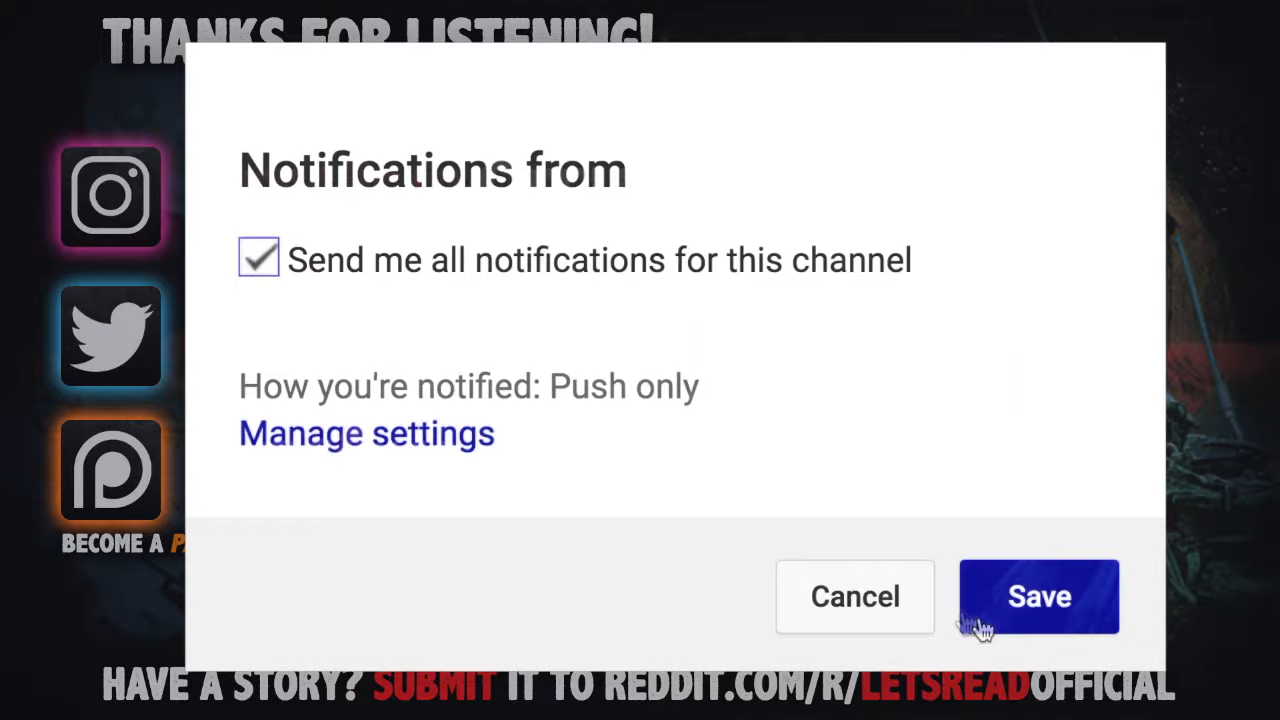 THANKS FOR LISTENING!
Notifications from
Send me all notifications for this channel
How you're notified: Push only
Manage settings
BECOME A
Cancel
Save
HAVE A STORY? SUBMIT IT TO REDDIT.COM/R/LETSREADOFFICIAL